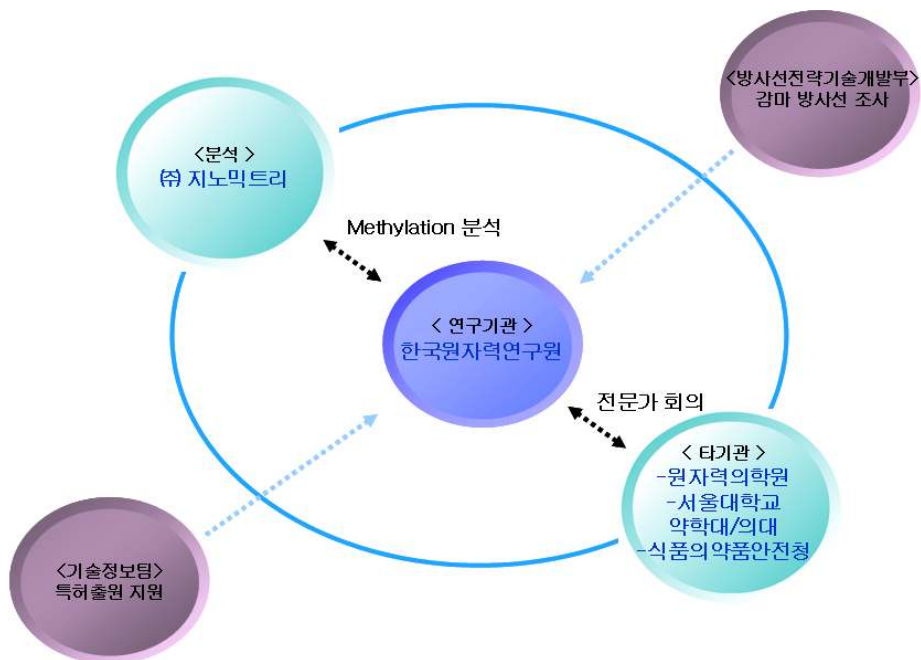 <방사선전략기술개발부>
감마 방사선 조사
<분석 >
㈜ 지노믹트리
Methylation 분석
< 연구기관 >
한국원자력연구원
전문가 회의
< 타기관 >
-원자력의학원
-서울대학교
약학대/의대
-식품의약품안전청
<기술정보팀>
특허출원 지원